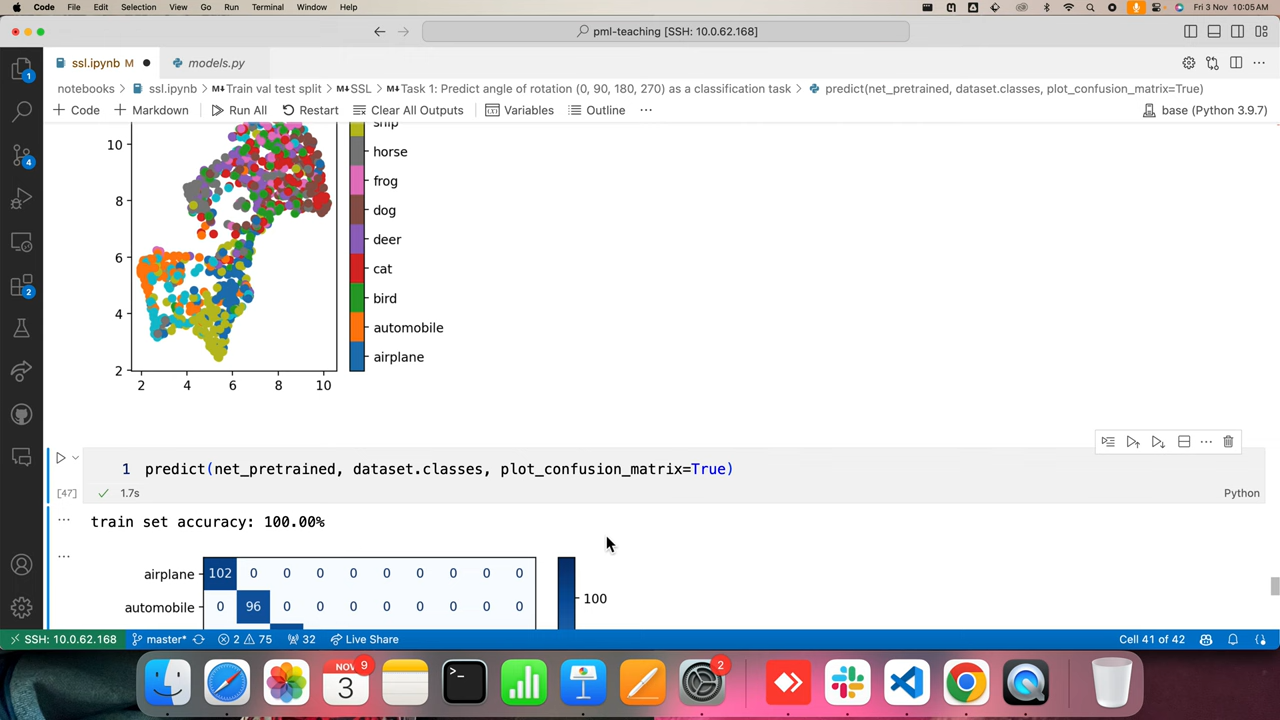 Code File Edit Selection View Go Run Terminal Window Help Fri 3 Nov 10:05 AM
pml-teaching [SSH: 10.0.62.168]
ssl.ipynb M models.py
notebooks > ssl.ipynb > Train val test split > SSL > Task 1: Predict angle of rotation (0, 90, 180, 270) as a classification task > predict(net_pretrained, dataset.classes, plot_confusion_matrix=True)
+ Code + Markdown Run All Restart Clear All Outputs Variables Outline ... base (Python 3.9.7)
ship
10 horse
frog
8 dog
deer
6 cat
bird
4 automobile
airplane
2
2 4 6 8 10
1 predict(net_pretrained, dataset.classes, plot_confusion_matrix=True)
[47] 1.7s Python
train set accuracy: 100.00%
airplane 102 0 0 0 0 0 0 0 0 0
100
automobile 0 96 0 0 0 0 0 0 0 0
SSH: 10.0.62.168 master* 2 75 32 Live Share Cell 41 of 42
1
4
2
NOV 9
3
2